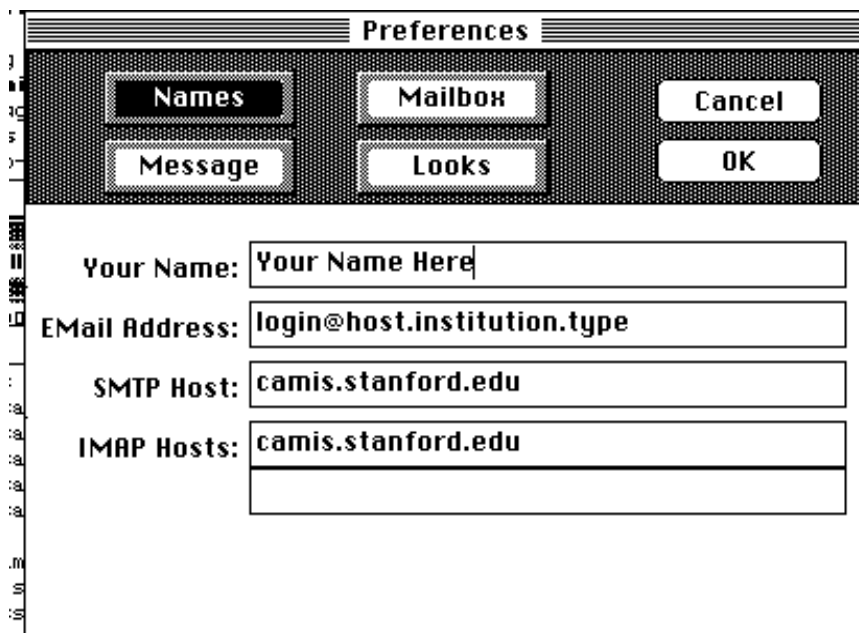 Preferences
Names Mailbox Cancel
Message Looks OK
Your Name: Your Name Here
EMail Address: login@host.institution.type
SMTP Host: camis.stanford.edu
IMAP Hosts: camis.stanford.edu